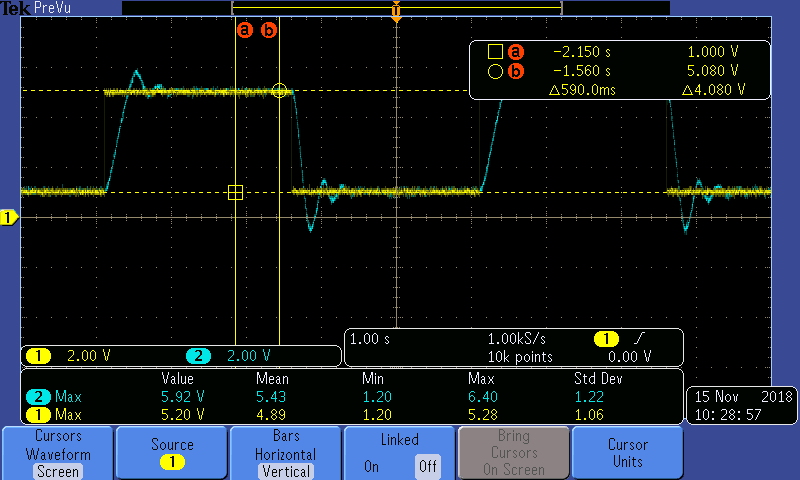 Tek PreVu
T
a b
a -2.150 s 1.000 V
b -1.560 s 5.080 V
△590.0ms △4.080 V
1
1 2.00 V 2 2.00 V
1.00 s 1.00kS/s 1
10k points 0.00 V
Value Mean Min Max Std Dev
2 Max 5.92 V 5.43 1.20 6.40 1.22
1 Max 5.20 V 4.89 1.20 5.28 1.06
15 Nov 2018
10:28:57
Cursors
Waveform
Screen
Source
1
Bars
Horizontal
Vertical
Linked
On Off
Bring
Cursors
On Screen
Cursor
Units